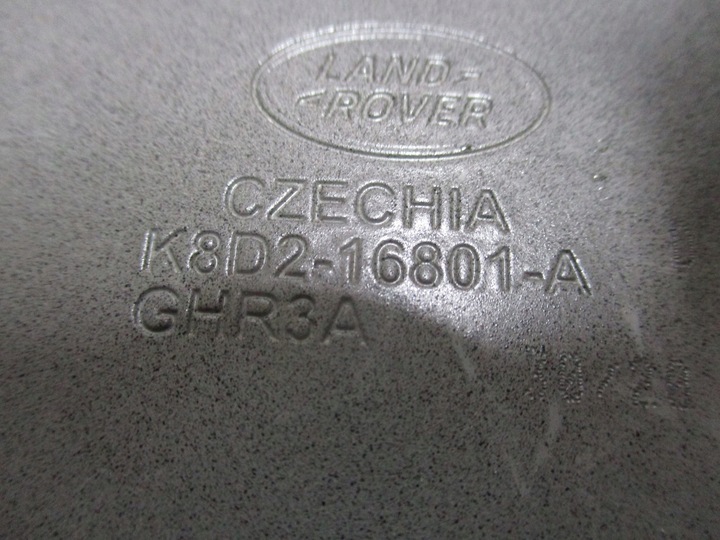 LAND
ROVER
CZECHIA
K8D2-16801-A
GHR3A